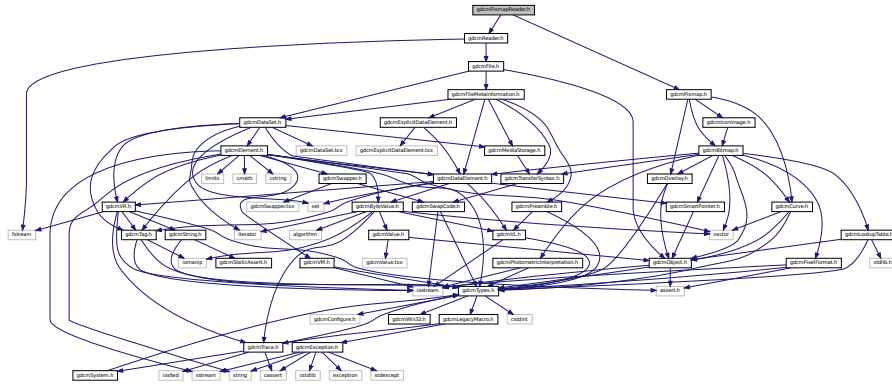 gdcmPixmapReader.h
gdcmReader.h
gdcmFile.h
gdcmFileMetaInformation.h
gdcmPixmap.h
gdcmDataSet.h
gdcmExplicitDataElement.h
gdcmIconImage.h
gdcmElement.h
gdcmDataSet.txx
gdcmExplicitDataElement.txx
gdcmMediaStorage.h
gdcmBitmap.h
limits
cmath
cstring
gdcmSwapper.h
gdcmDataElement.h
gdcmTransferSyntax.h
gdcmOverlay.h
gdcmVR.h
gdcmSwapper.txx
set
gdcmByteValue.h
gdcmSwapCode.h
gdcmPreamble.h
gdcmSmartPointer.h
gdcmCurve.h
fstream
gdcmTag.h
gdcmString.h
iterator
algorithm
gdcmValue.h
gdcmVL.h
vector
gdcmLookupTable.h
iomanip
gdcmStaticAssert.h
gdcmVM.h
gdcmValue.txx
gdcmPhotometricInterpretation.h
gdcmObject.h
gdcmPixelFormat.h
stdlib.h
iostream
gdcmTypes.h
assert.h
gdcmConfigure.h
gdcmWin32.h
gdcmLegacyMacro.h
cstdint
gdcmTrace.h
gdcmException.h
gdcmSystem.h
iosfwd
sstream
string
cassert
cstdlib
exception
stdexcept